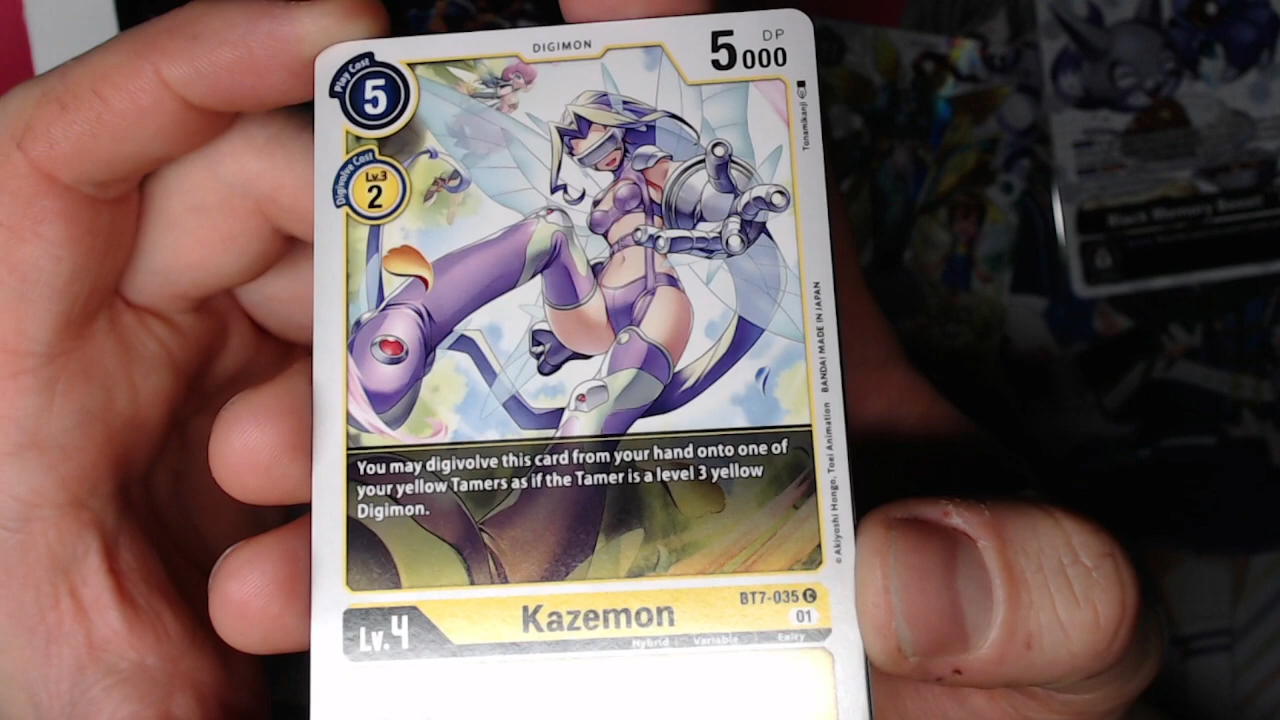 DIGIMON
DP
5000
Play Cost
5
Digivolve Cost
Lv.3
2
Tonamikanji
BANDAI MADE IN JAPAN
© Akiyoshi Hongo, Toei Animation
You may digivolve this card from your hand onto one of
your yellow Tamers as if the Tamer is a level 3 yellow
Digimon.
BT7-035 C
Lv.4
Kazemon
01
Hybrid Variable Fairy
Black Memory Boost